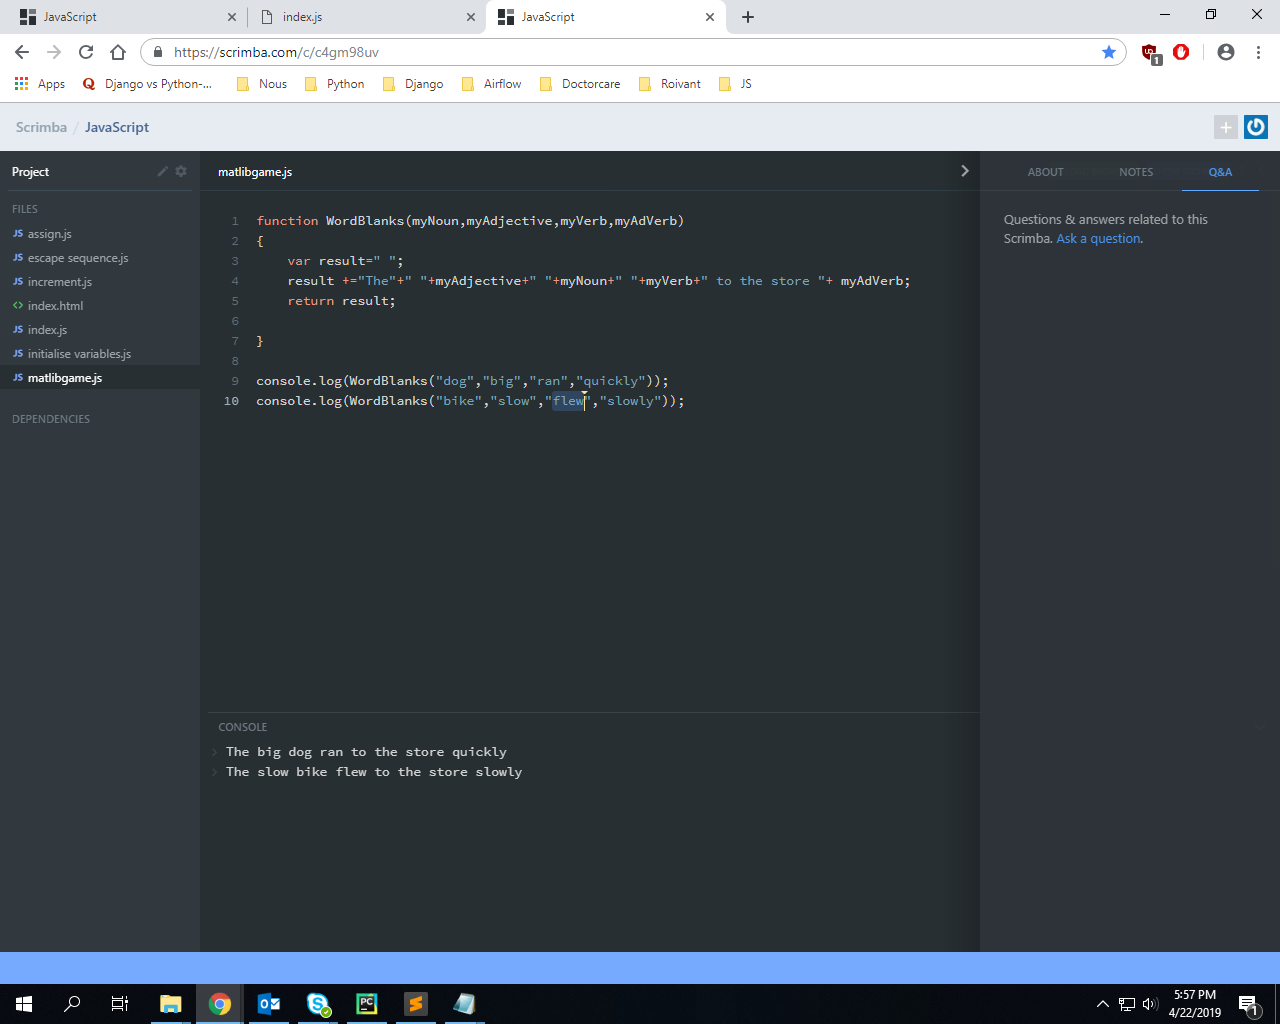 JavaScript
index.js
JavaScript
https://scrimba.com/c/c4gm98uv
1
Apps
Django vs Python-...
Nous
Python
Django
Airflow
Doctorcare
Roivant
JS
Scrimba / JavaScript
Project
matlibgame.js
ABOUT
NOTES
Q&A
FILES
JS assign.js
JS escape sequence.js
JS increment.js
<> index.html
JS index.js
JS initialise variables.js
JS matlibgame.js
DEPENDENCIES
1 function WordBlanks(myNoun,myAdjective,myVerb,myAdVerb)
2 {
3 var result=" ";
4 result +="The"+" "+myAdjective+" "+myNoun+" "+myVerb+" to the store "+ myAdVerb;
5 return result;
6
7 }
8
9 console.log(WordBlanks("dog","big","ran","quickly"));
10 console.log(WordBlanks("bike","slow","flew","slowly"));
Questions & answers related to this
Scrimba. Ask a question.
CONSOLE
The big dog ran to the store quickly
The slow bike flew to the store slowly
PC
5:57 PM
4/22/2019
1